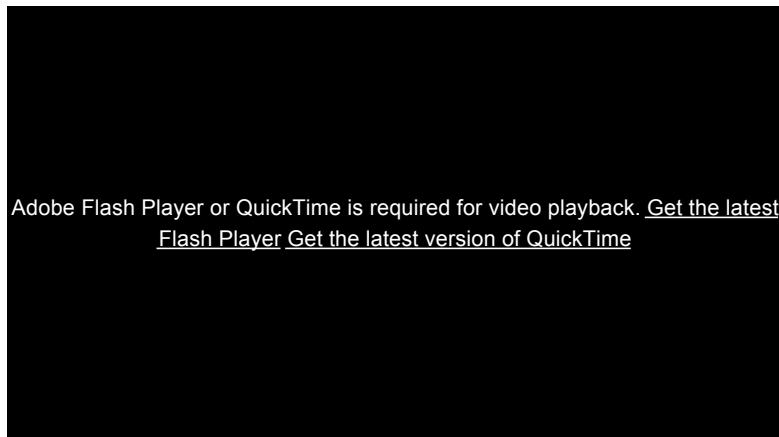 Adobe Flash Player or QuickTime is required for video playback. Get the latest
Flash Player Get the latest version of QuickTime